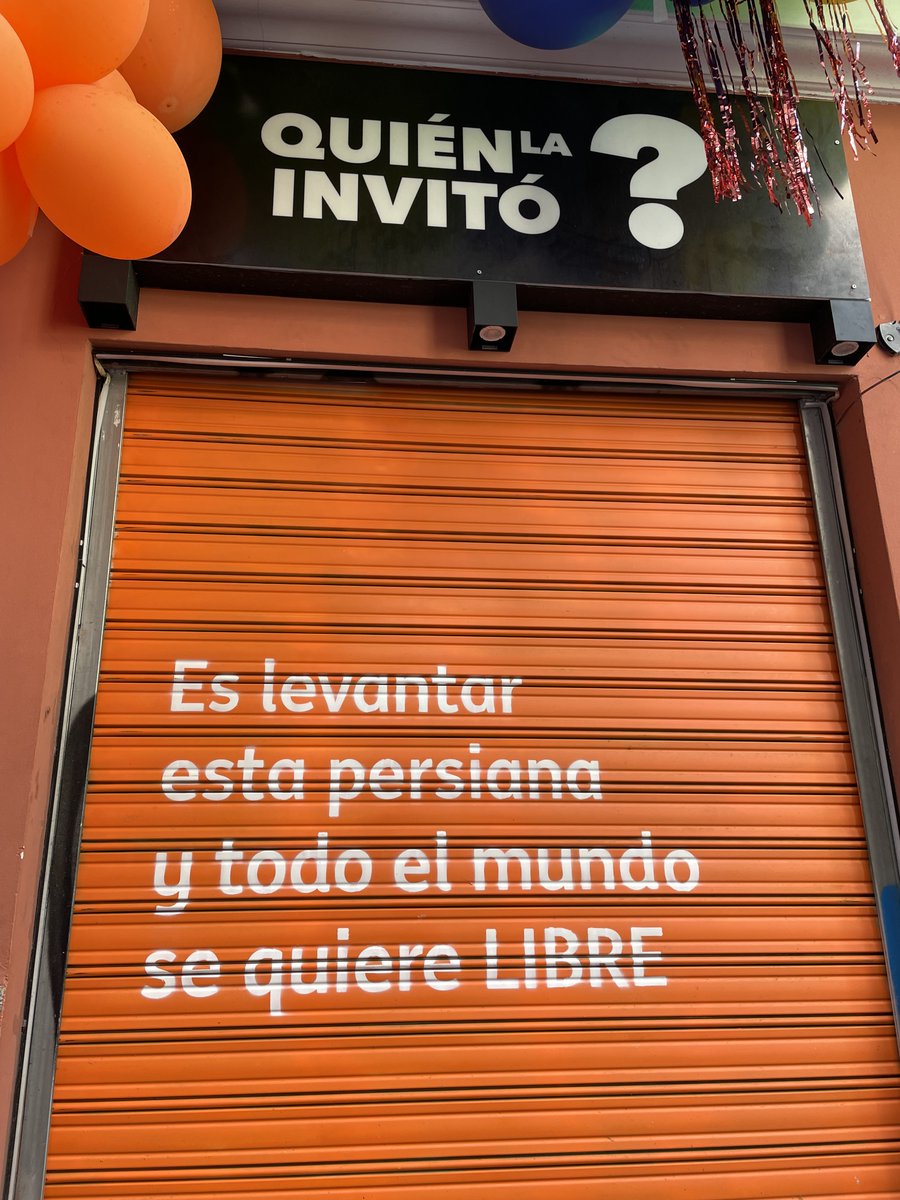 QUIÉN LA
INVITÓ ?
Es levantar
esta persiana
y todo el mundo
se quiere LIBRE